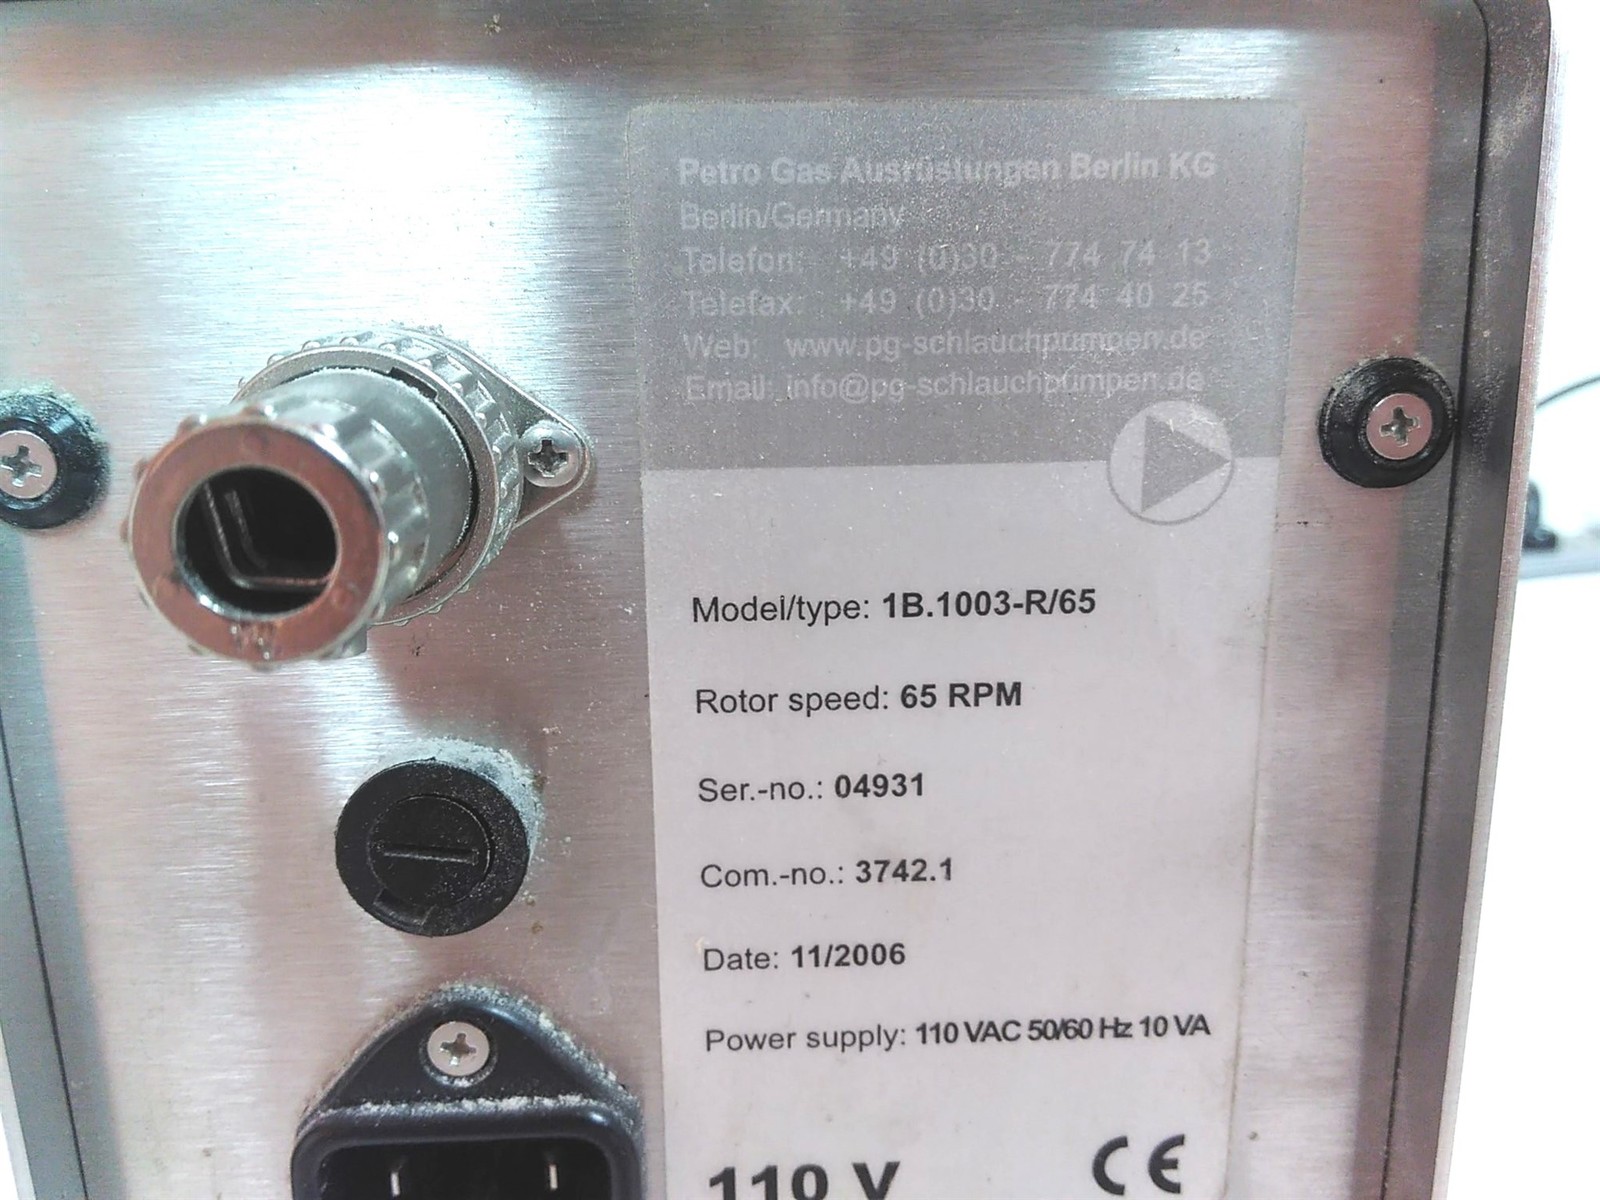 Petro Gas Ausrüstungen Berlin KG
Berlin/Germany
Telefon: +49 (0)30 - 774 74 13
Telefax: +49 (0)30 - 774 40 25
Web: www.pg-schlauchpumpen.de
Email: info@pg-schlauchpumpen.de
Model/type: 1B.1003-R/65
Rotor speed: 65 RPM
Ser.-no.: 04931
Com.-no.: 3742.1
Date: 11/2006
Power supply: 110 VAC 50/60 Hz 10 VA
110 V CE